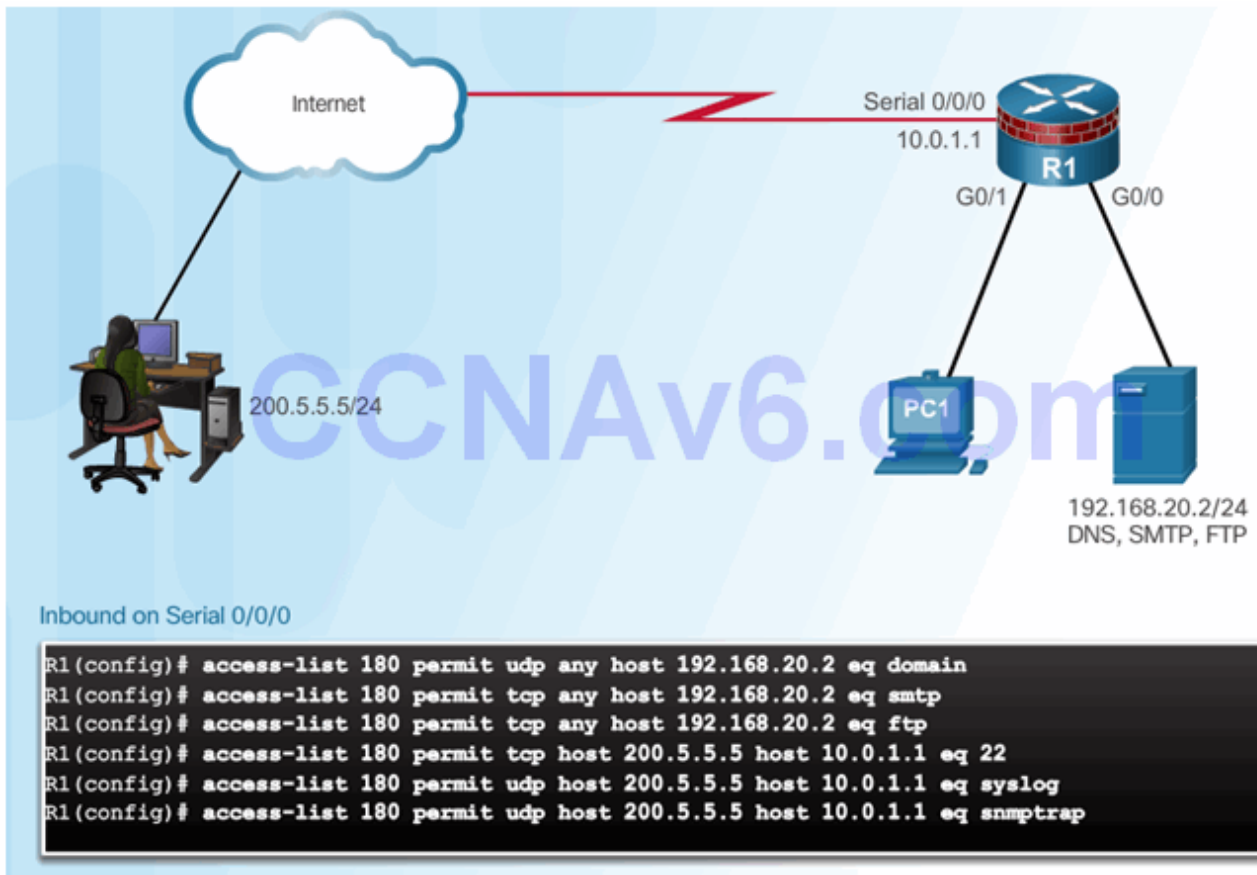 Internet
Serial 0/0/0
10.0.1.1
R1
G0/1
G0/0
200.5.5.5/24
CCNAv6.com
PC1
192.168.20.2/24
DNS, SMTP, FTP
Inbound on Serial 0/0/0
R1(config)# access-list 180 permit udp any host 192.168.20.2 eq domain
R1(config)# access-list 180 permit tcp any host 192.168.20.2 eq smtp
R1(config)# access-list 180 permit tcp any host 192.168.20.2 eq ftp
R1(config)# access-list 180 permit tcp host 200.5.5.5 host 10.0.1.1 eq 22
R1(config)# access-list 180 permit udp host 200.5.5.5 host 10.0.1.1 eq syslog
R1(config)# access-list 180 permit udp host 200.5.5.5 host 10.0.1.1 eq snmptrap